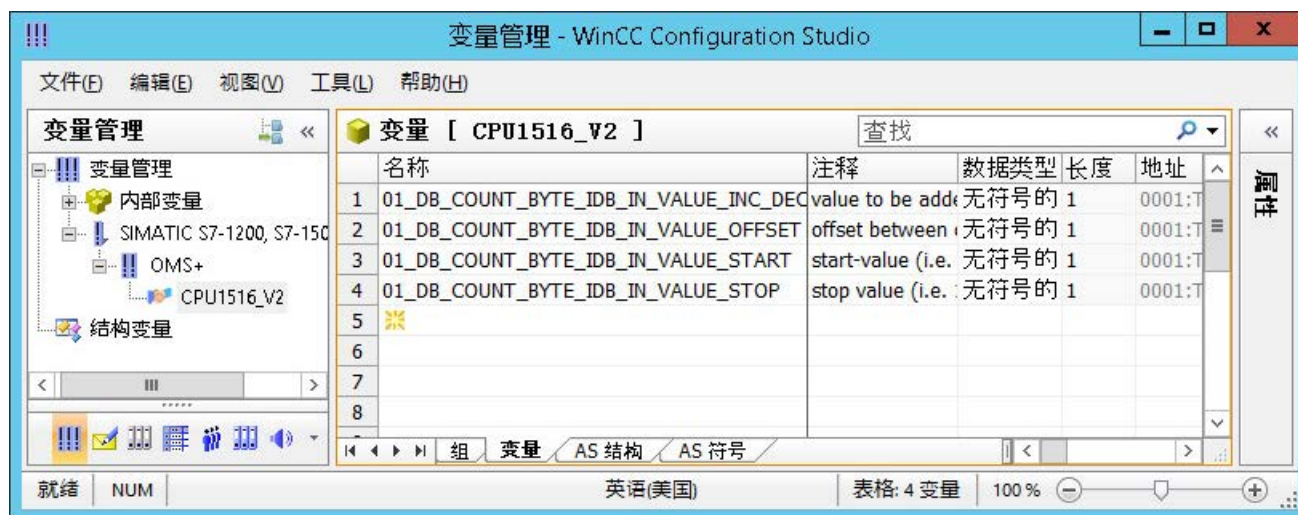 变量管理 - WinCC Configuration Studio
文件(F) 编辑(E) 视图(V) 工具(L) 帮助(H)
变量管理
变量管理
内部变量
SIMATIC S7-1200, S7-150
OMS+
CPU1516_V2
结构变量
变量 [ CPU1516_V2 ] 查找
名称 注释 数据类型 长度 地址
1 01_DB_COUNT_BYTE_IDB_IN_VALUE_INC_DEC value to be adde 无符号的 1 0001:T
2 01_DB_COUNT_BYTE_IDB_IN_VALUE_OFFSET offset between 无符号的 1 0001:T
3 01_DB_COUNT_BYTE_IDB_IN_VALUE_START start-value (i.e. 无符号的 1 0001:T
4 01_DB_COUNT_BYTE_IDB_IN_VALUE_STOP stop value (i.e. 无符号的 1 0001:T
5
6
7
8
组 变量 AS 结构 AS 符号
属性
就绪 NUM 英语(美国) 表格: 4 变量 100 %